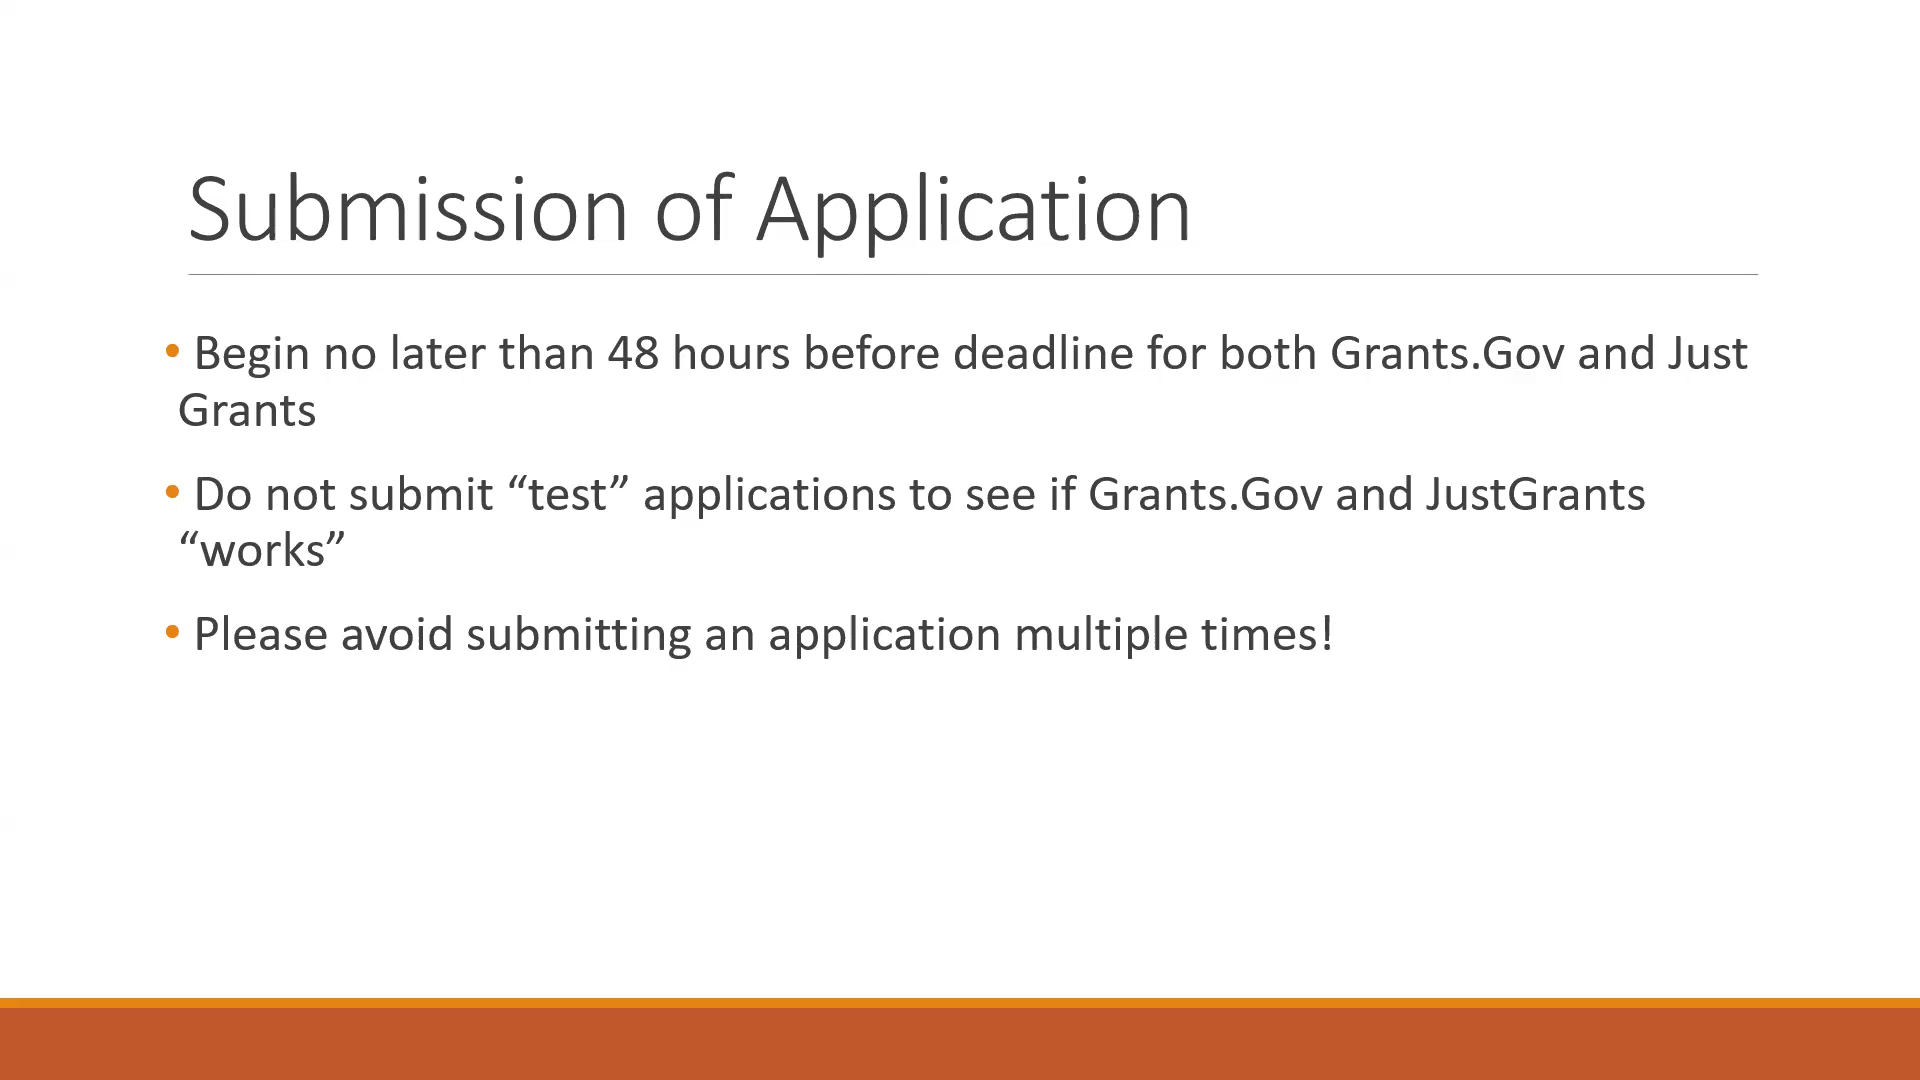 Submission of Application
• Begin no later than 48 hours before deadline for both Grants.Gov and Just
Grants
• Do not submit “test” applications to see if Grants.Gov and JustGrants
“works”
• Please avoid submitting an application multiple times!